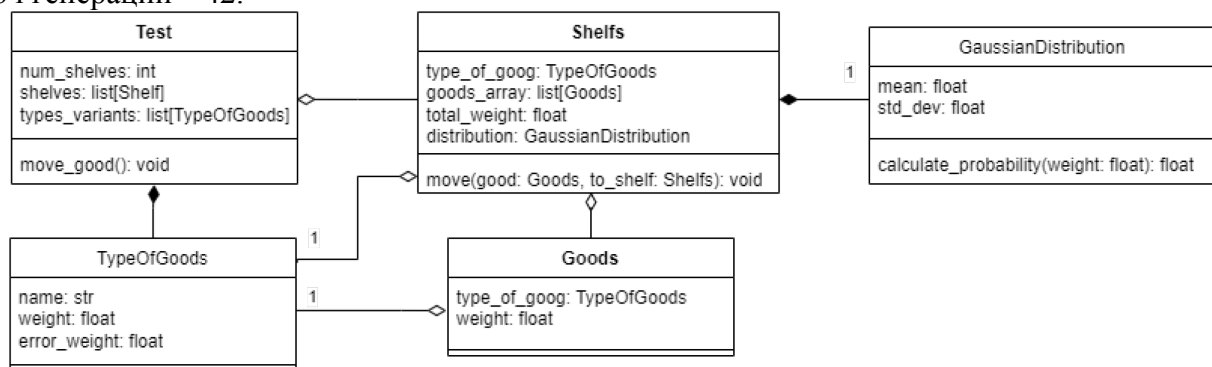 генерации – 42.
Test
num_shelves: int
shelves: list[Shelf]
types_variants: list[TypeOfGoods]
move_good(): void
Shelfs
type_of_goog: TypeOfGoods
goods_array: list[Goods]
total_weight: float
distribution: GaussianDistribution
move(good: Goods, to_shelf: Shelfs): void
1
GaussianDistribution
mean: float
std_dev: float
calculate_probability(weight: float): float
1
TypeOfGoods
name: str
weight: float
error_weight: float
1
Goods
type_of_goog: TypeOfGoods
weight: float